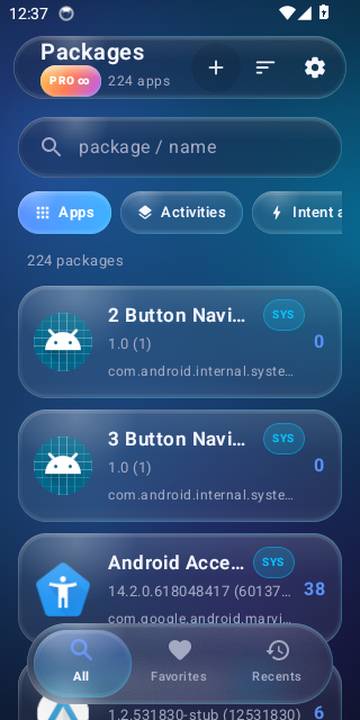 12:37
Packages
PRO ∞ 224 apps
package / name
Apps Activities Intent a
224 packages
2 Button Navi... SYS
1.0 (1) 0
com.android.internal.syste...
3 Button Navi... SYS
1.0 (1) 0
com.android.internal.syste...
Android Acce... SYS
14.2.0.618048417 (60137... 38
com.google.android.marvi...
All Favorites Recents
1.2.531830-stub (12531830) 6